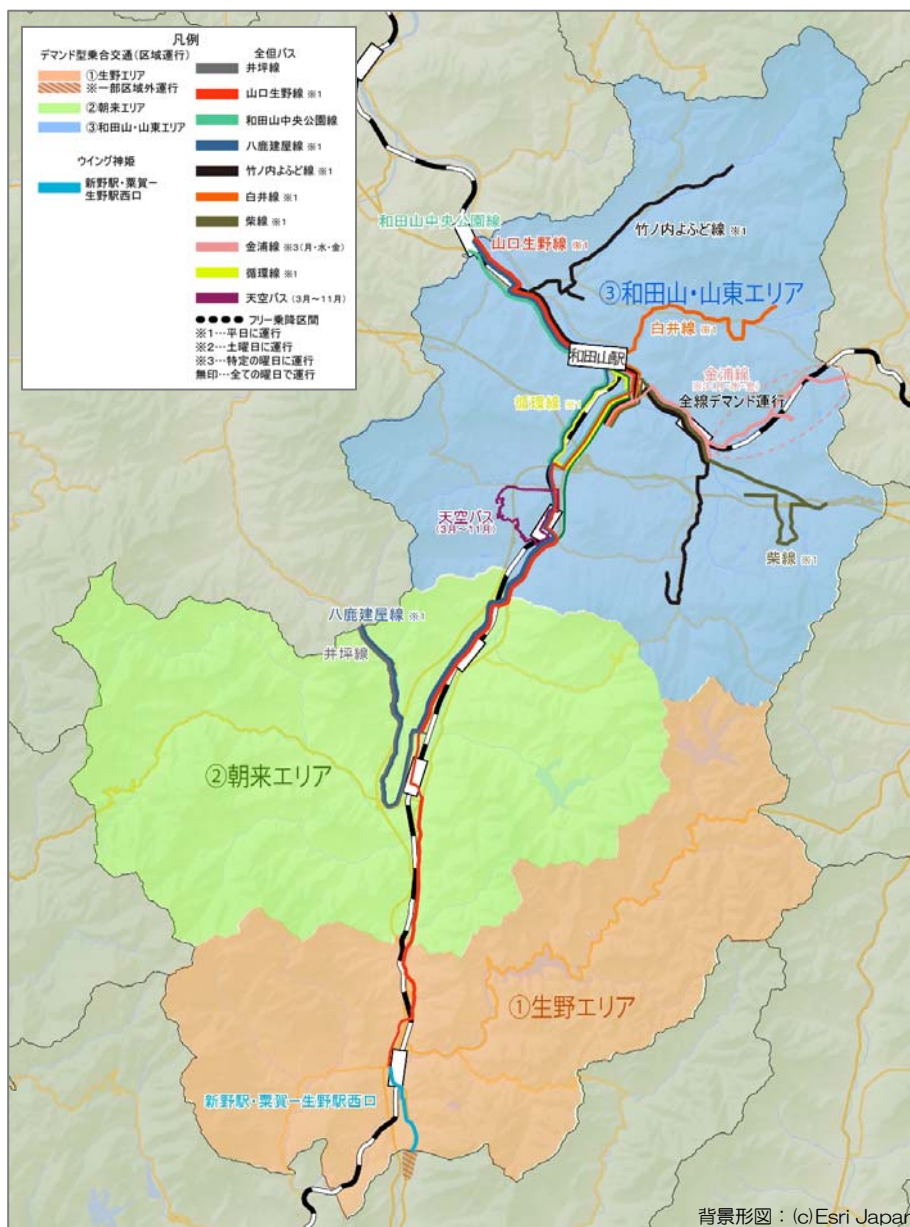 凡例
デマンド型乗合交通(区域運行)
①生野エリア
※一部区域外運行
②朝来エリア
③和田山・山東エリア
ウイング神姫
新野駅・粟賀ー
生野駅西口
全但バス
井坪線
山口生野線 ※1
和田山中央公園線
八鹿建屋線 ※1
竹ノ内よふど線 ※1
白井線 ※1
柴線 ※1
金浦線 ※3(月・水・金)
循環線 ※1
天空バス (3月～11月)
フリー乗降区間
※1…平日に運行
※2…土曜日に運行
※3…特定の曜日に運行
無印…全ての曜日で運行
和田山中央公園線
山口生野線 ※1
竹ノ内よふど線 ※1
③和田山・山東エリア
白井線 ※1
和田山駅
金浦線
※3(月・水・金)
全線デマンド運行
循環線 ※1
天空バス
(3月～11月)
柴線 ※1
八鹿建屋線 ※1
井坪線
②朝来エリア
①生野エリア
新野駅・粟賀ー生野駅西口
背景形図：(c)Esri Japan